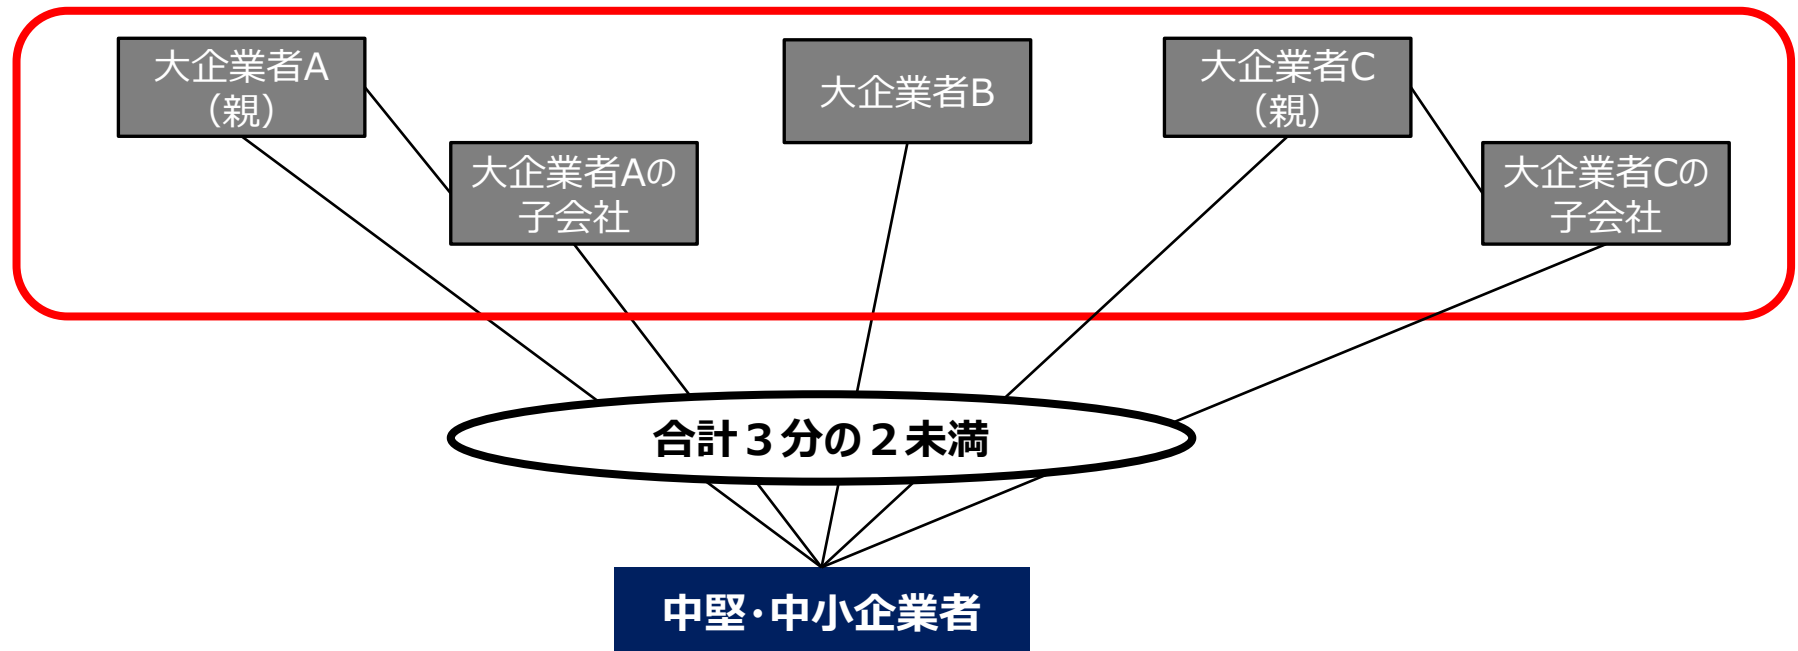 大企業者A
（親）
大企業者Aの
子会社
大企業者B
大企業者C
（親）
大企業者Cの
子会社
合計３分の２未満
中堅･中小企業者